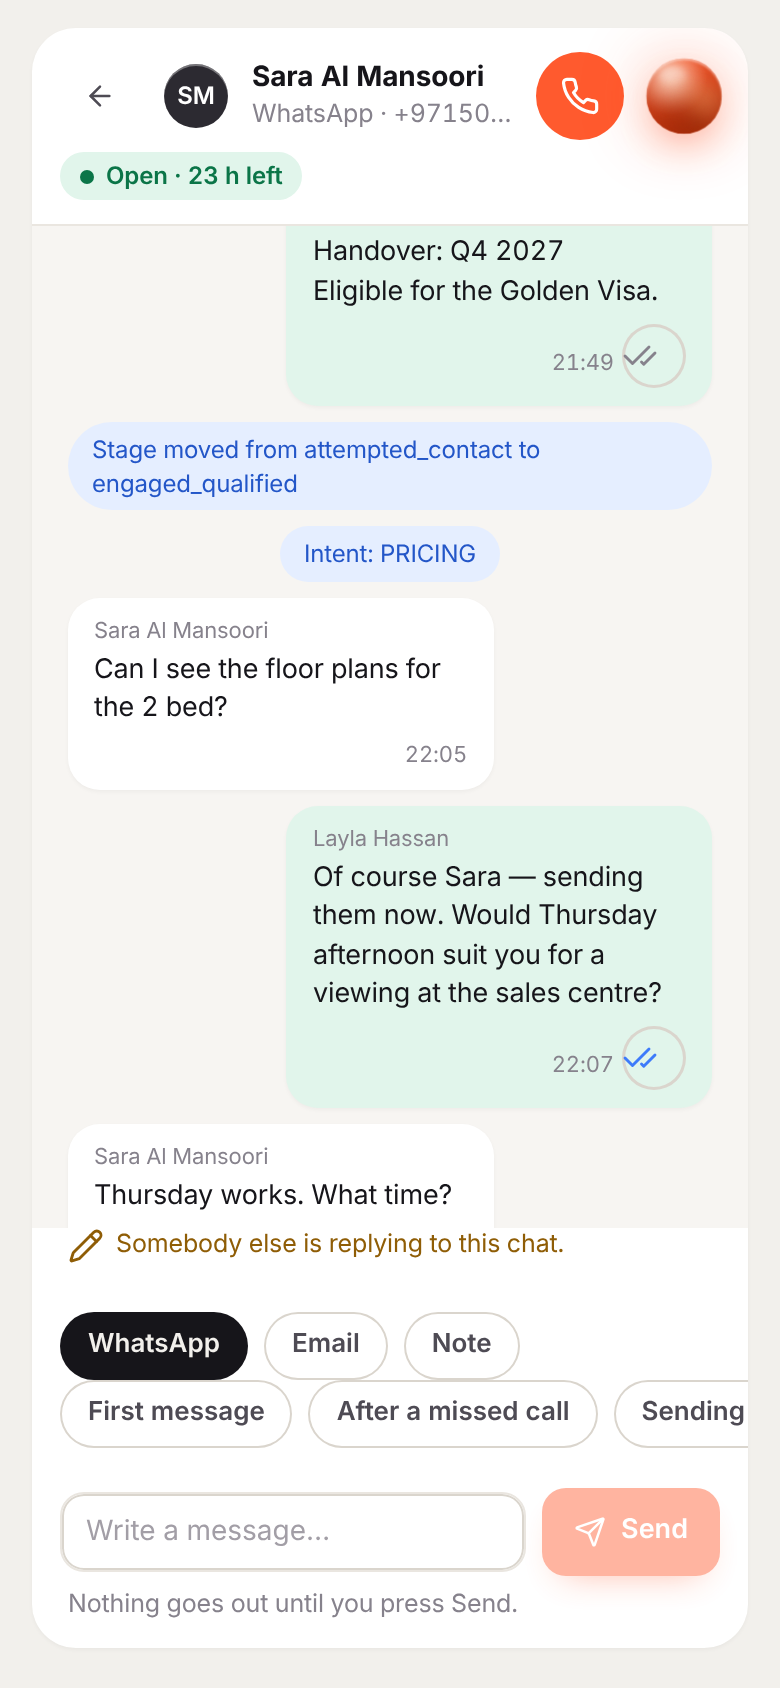 SM
Sara Al Mansoori
WhatsApp · +97150...
Open · 23 h left
Handover: Q4 2027
Eligible for the Golden Visa.
21:49
Stage moved from attempted_contact to
engaged_qualified
Intent: PRICING
Sara Al Mansoori
Can I see the floor plans for
the 2 bed?
22:05
Layla Hassan
Of course Sara — sending
them now. Would Thursday
afternoon suit you for a
viewing at the sales centre?
22:07
Sara Al Mansoori
Thursday works. What time?
Somebody else is replying to this chat.
WhatsApp Email Note
First message After a missed call Sending
Write a message... Send
Nothing goes out until you press Send.